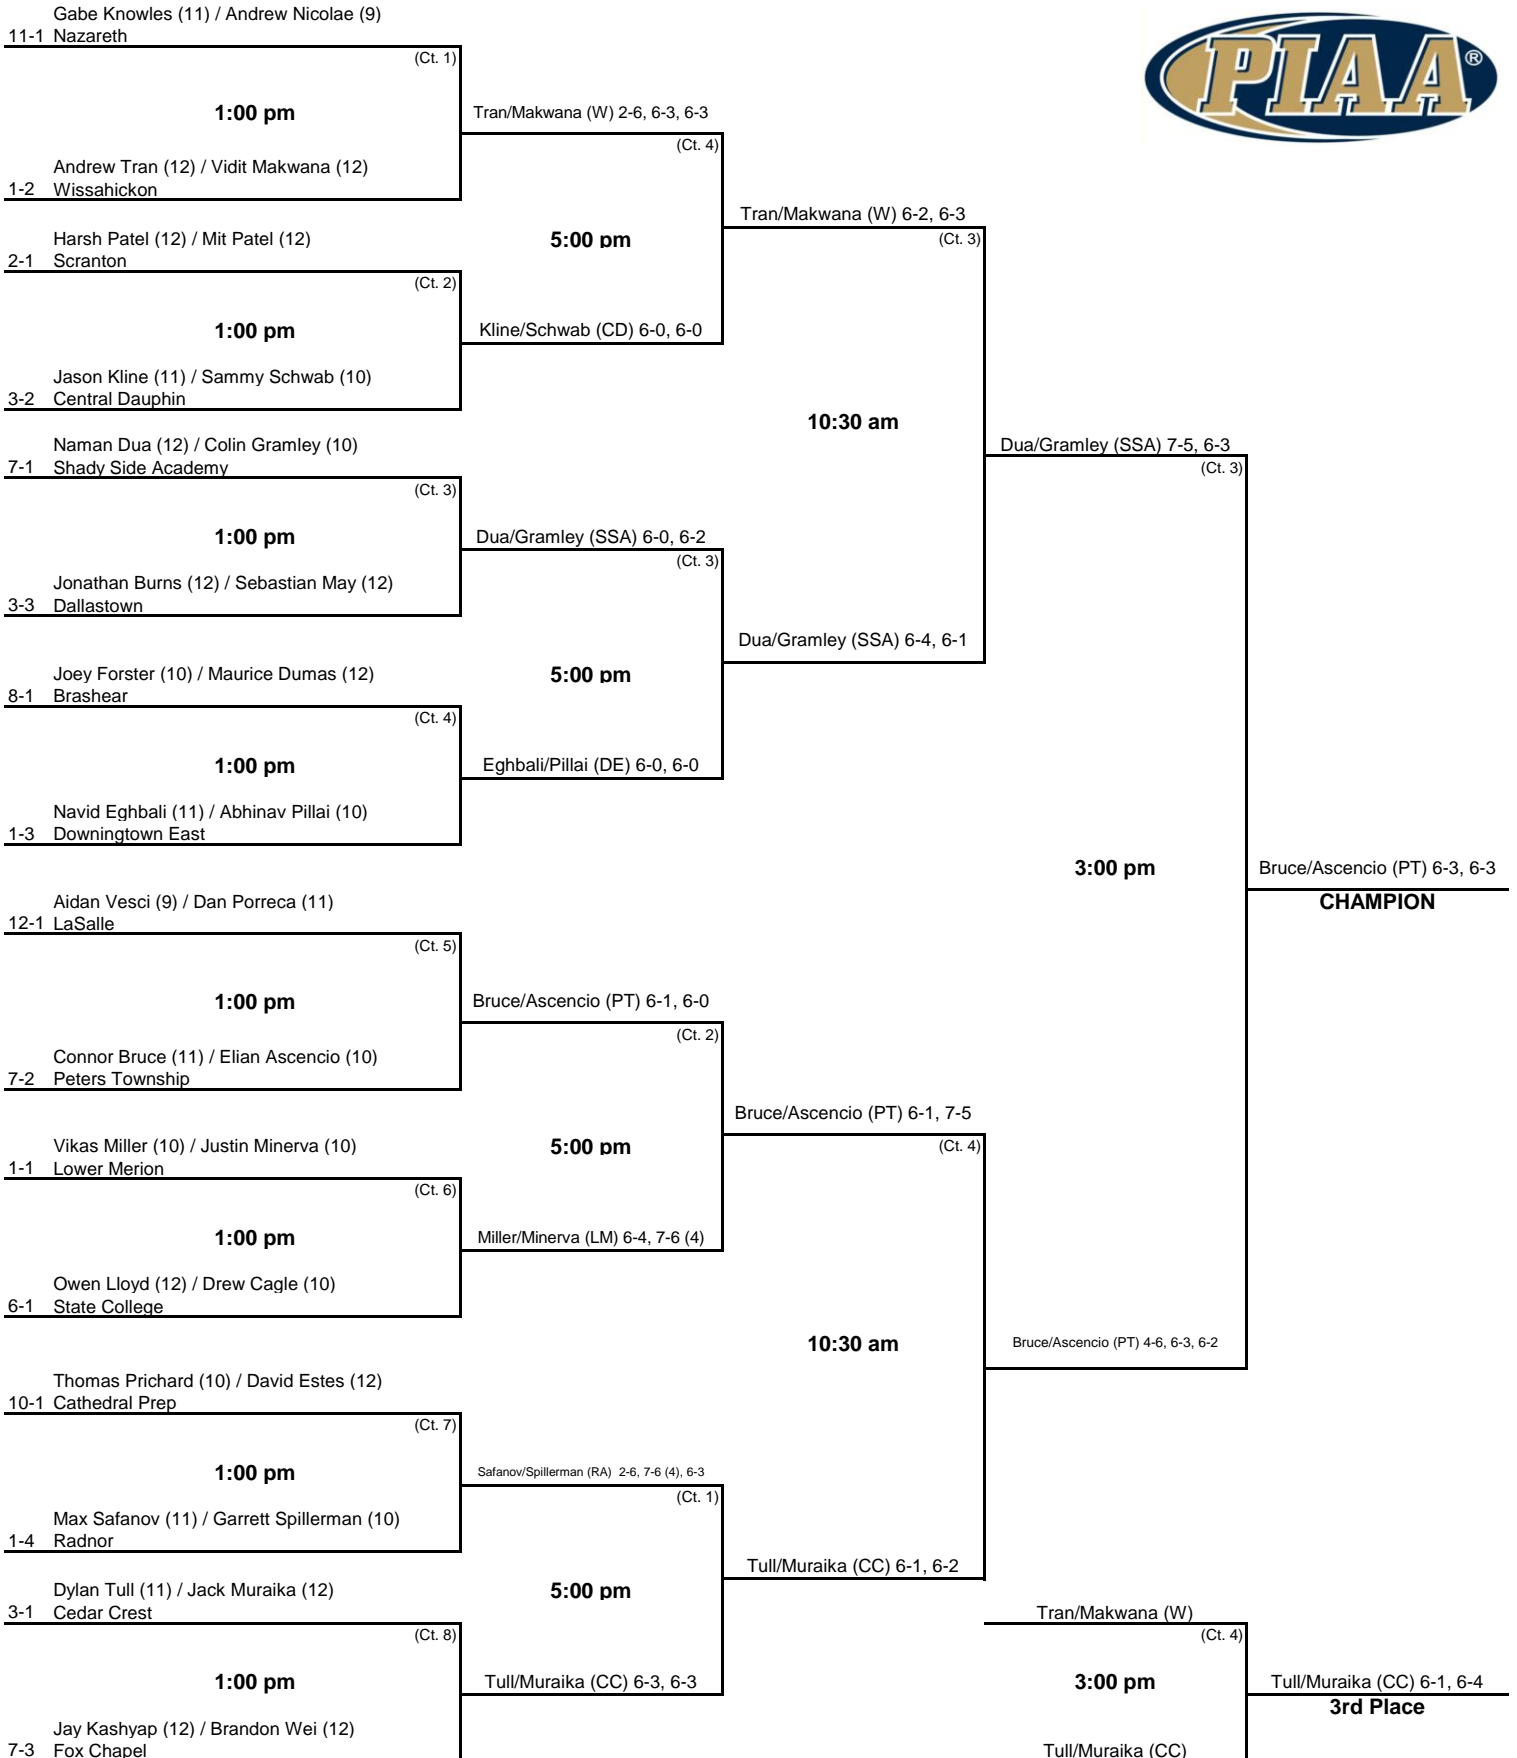 Gabe Knowles (11) / Andrew Nicolae (9)
11-1 Nazareth
(Ct. 1)
PIAA®
1:00 pm
Tran/Makwana (W) 2-6, 6-3, 6-3
(Ct. 4)
Andrew Tran (12) / Vidit Makwana (12)
1-2 Wissahickon
Tran/Makwana (W) 6-2, 6-3
(Ct. 3)
Harsh Patel (12) / Mit Patel (12)
5:00 pm
2-1 Scranton
(Ct. 2)
1:00 pm
Kline/Schwab (CD) 6-0, 6-0
Jason Kline (11) / Sammy Schwab (10)
3-2 Central Dauphin
10:30 am
Naman Dua (12) / Colin Gramley (10)
Dua/Gramley (SSA) 7-5, 6-3
7-1 Shady Side Academy
(Ct. 3)
(Ct. 3)
1:00 pm
Dua/Gramley (SSA) 6-0, 6-2
(Ct. 3)
Jonathan Burns (12) / Sebastian May (12)
3-3 Dallastown
Dua/Gramley (SSA) 6-4, 6-1
Joey Forster (10) / Maurice Dumas (12)
5:00 pm
8-1 Brashear
(Ct. 4)
1:00 pm
Eghbali/Pillai (DE) 6-0, 6-0
Navid Eghbali (11) / Abhinav Pillai (10)
1-3 Downingtown East
3:00 pm
Bruce/Ascencio (PT) 6-3, 6-3
CHAMPION
Aidan Vesci (9) / Dan Porreca (11)
12-1 LaSalle
(Ct. 5)
1:00 pm
Bruce/Ascencio (PT) 6-1, 6-0
(Ct. 2)
Connor Bruce (11) / Elian Ascencio (10)
7-2 Peters Township
Bruce/Ascencio (PT) 6-1, 7-5
(Ct. 4)
Vikas Miller (10) / Justin Minerva (10)
5:00 pm
1-1 Lower Merion
(Ct. 6)
1:00 pm
Miller/Minerva (LM) 6-4, 7-6 (4)
Owen Lloyd (12) / Drew Cagle (10)
6-1 State College
10:30 am
Bruce/Ascencio (PT) 4-6, 6-3, 6-2
Thomas Prichard (10) / David Estes (12)
10-1 Cathedral Prep
(Ct. 7)
1:00 pm
Safanov/Spillerman (RA) 2-6, 7-6 (4), 6-3
(Ct. 1)
Max Safanov (11) / Garrett Spillerman (10)
1-4 Radnor
Tull/Muraika (CC) 6-1, 6-2
Dylan Tull (11) / Jack Muraika (12)
5:00 pm
3-1 Cedar Crest
Tran/Makwana (W)
(Ct. 8)
(Ct. 4)
1:00 pm
Tull/Muraika (CC) 6-3, 6-3
3:00 pm
Tull/Muraika (CC) 6-1, 6-4
3rd Place
Jay Kashyap (12) / Brandon Wei (12)
7-3 Fox Chapel
Tull/Muraika (CC)